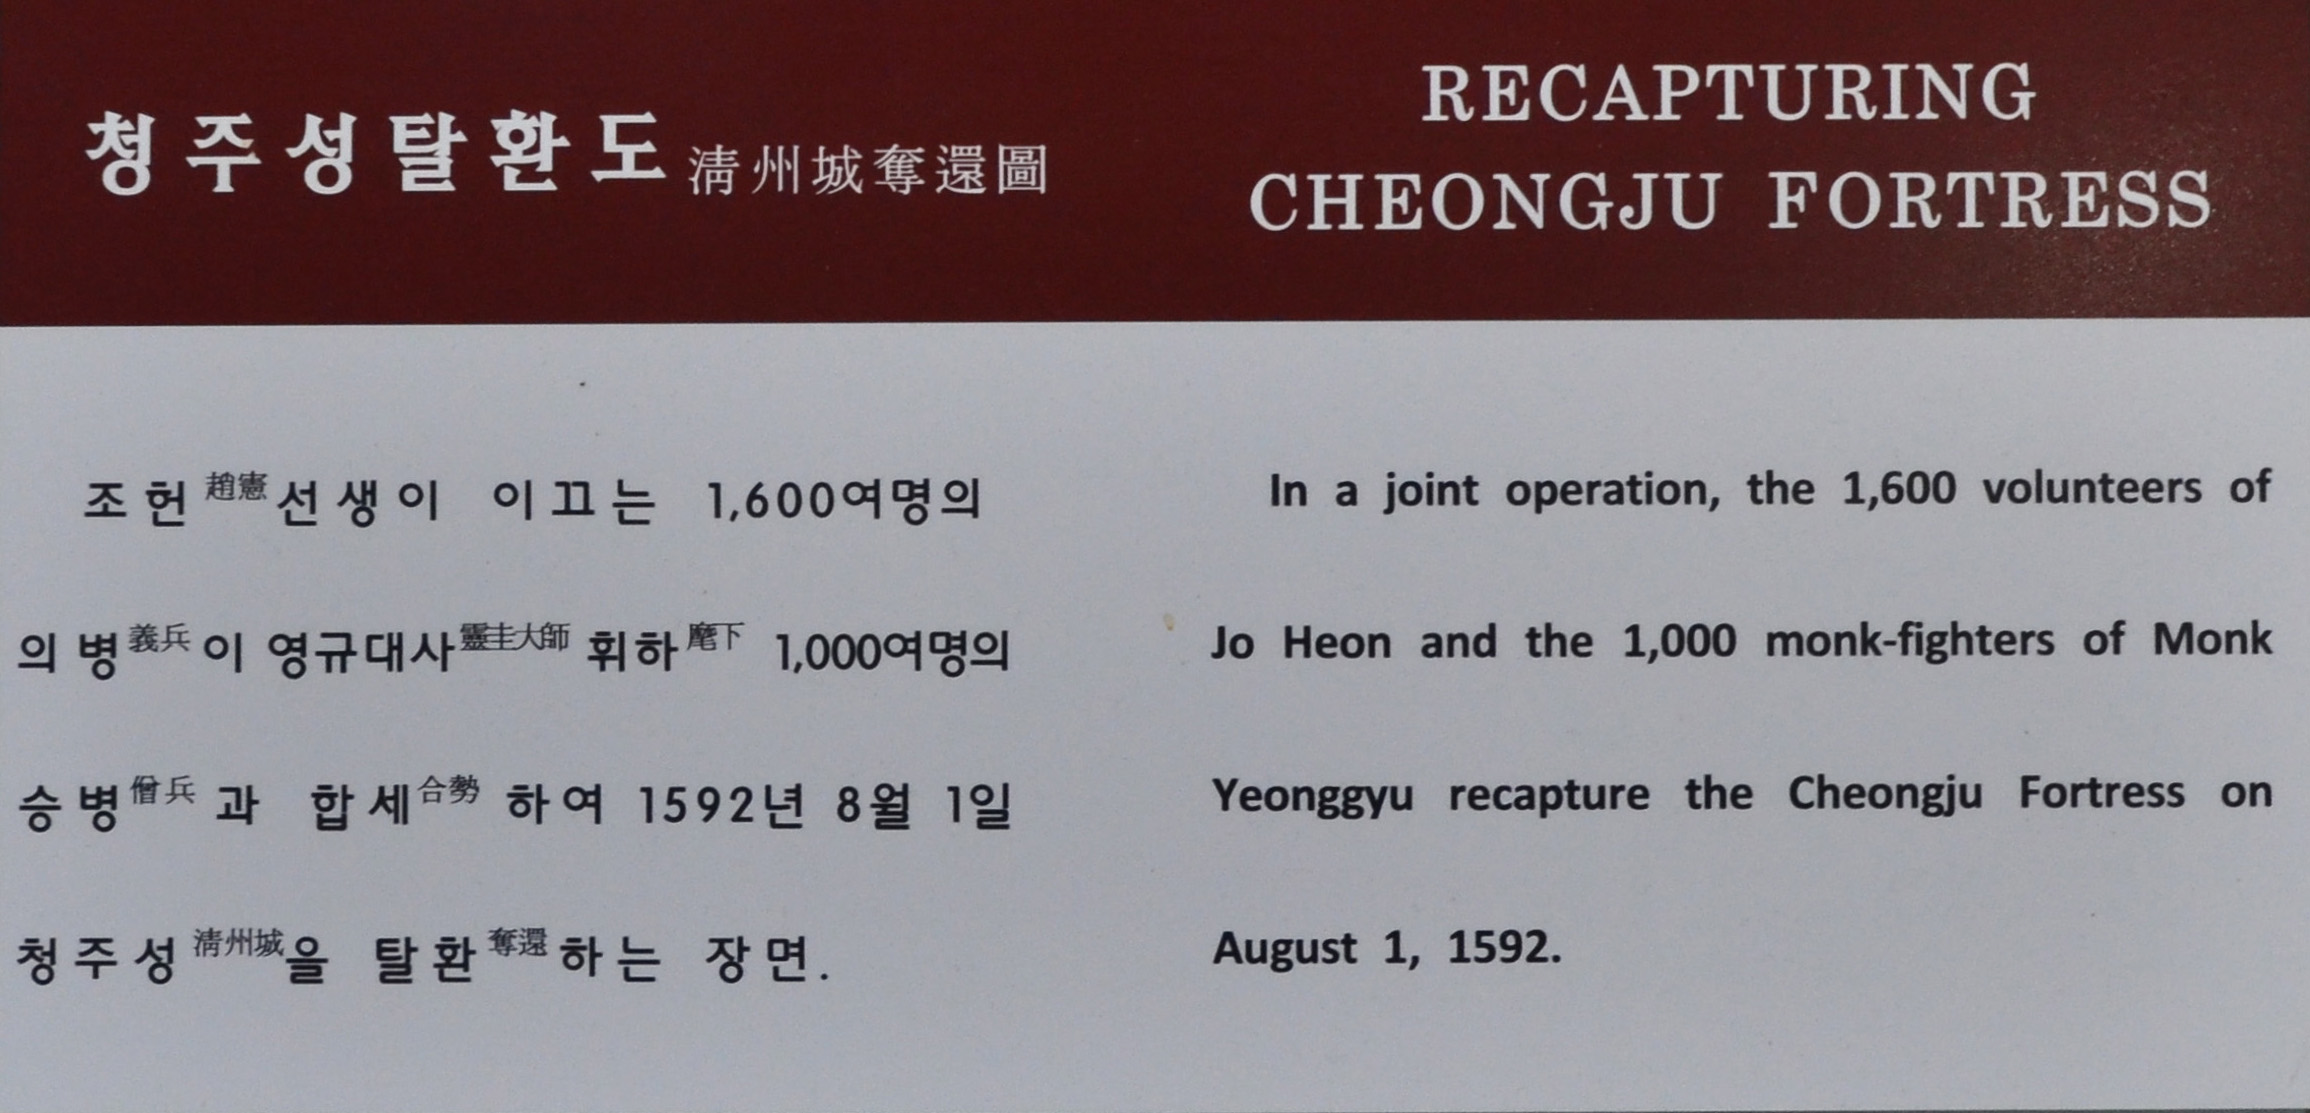 청주성탈환도 淸州城奪還圖
RECAPTURING
CHEONGJU FORTRESS
조헌趙憲선생이 이끄는 1,600여명의
의병義兵이 영규대사靈圭大師 휘하麾下 1,000여명의
승병僧兵과 합세合勢하여 1592년 8월 1일
청주성淸州城을 탈환奪還하는 장면.
In a joint operation, the 1,600 volunteers of
Jo Heon and the 1,000 monk-fighters of Monk
Yeonggyu recapture the Cheongju Fortress on
August 1, 1592.